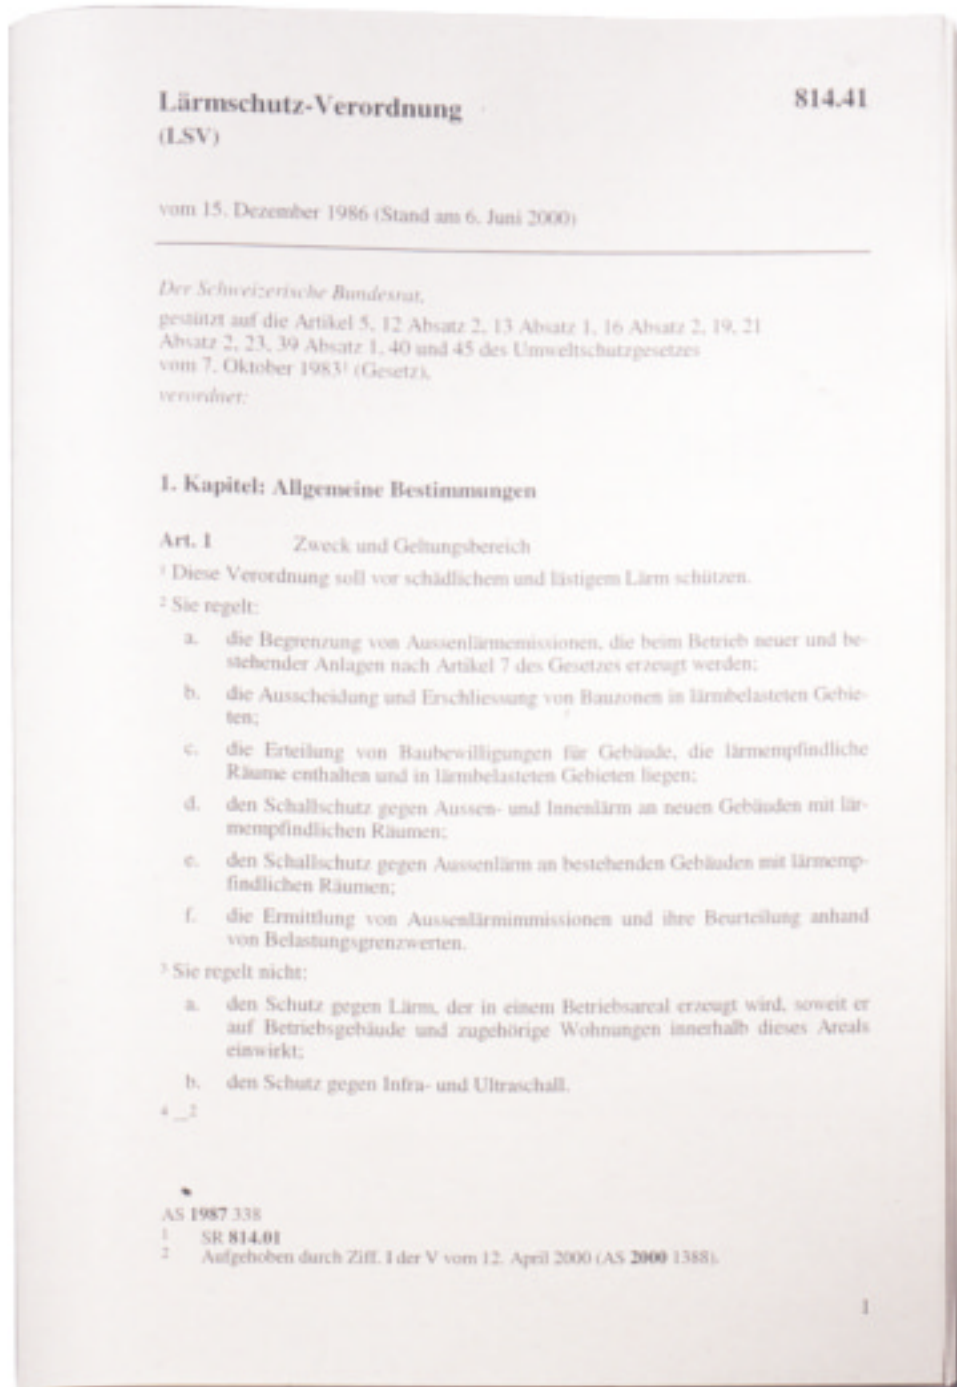 Lärmschutz-Verordnung 814.41
(LSV)
vom 15. Dezember 1986 (Stand am 6. Juni 2000)
Der Schweizerische Bundesrat,
gestützt auf die Artikel 5, 12 Absatz 2, 13 Absatz 1, 16 Absatz 2, 19, 21
Absatz 2, 23, 39 Absatz 1, 40 und 45 des Umweltschutzgesetzes
vom 7. Oktober 1983¹ (Gesetz),
verordnet:
1. Kapitel: Allgemeine Bestimmungen
Art. 1 Zweck und Geltungsbereich
¹ Diese Verordnung soll vor schädlichem und lästigem Lärm schützen.
² Sie regelt:
a. die Begrenzung von Aussenlärmemissionen, die beim Betrieb neuer und be-
stehender Anlagen nach Artikel 7 des Gesetzes erzeugt werden;
b. die Ausscheidung und Erschliessung von Bauzonen in lärmbelasteten Gebie-
ten;
c. die Erteilung von Baubewilligungen für Gebäude, die lärmempfindliche
Räume enthalten und in lärmbelasteten Gebieten liegen;
d. den Schallschutz gegen Aussen- und Innenlärm an neuen Gebäuden mit lär-
mempfindlichen Räumen;
e. den Schallschutz gegen Aussenlärm an bestehenden Gebäuden mit lärmemp-
findlichen Räumen;
f. die Ermittlung von Aussenlärmimmissionen und ihre Beurteilung anhand
von Belastungsgrenzwerten.
³ Sie regelt nicht:
a. den Schutz gegen Lärm, der in einem Betriebsareal erzeugt wird, soweit er
auf Betriebsgebäude und zugehörige Wohnungen innerhalb dieses Areals
einwirkt;
b. den Schutz gegen Infra- und Ultraschall.
⁴ _²
AS 1987 338
¹ SR 814.01
² Aufgehoben durch Ziff. I der V vom 12. April 2000 (AS 2000 1388).
1